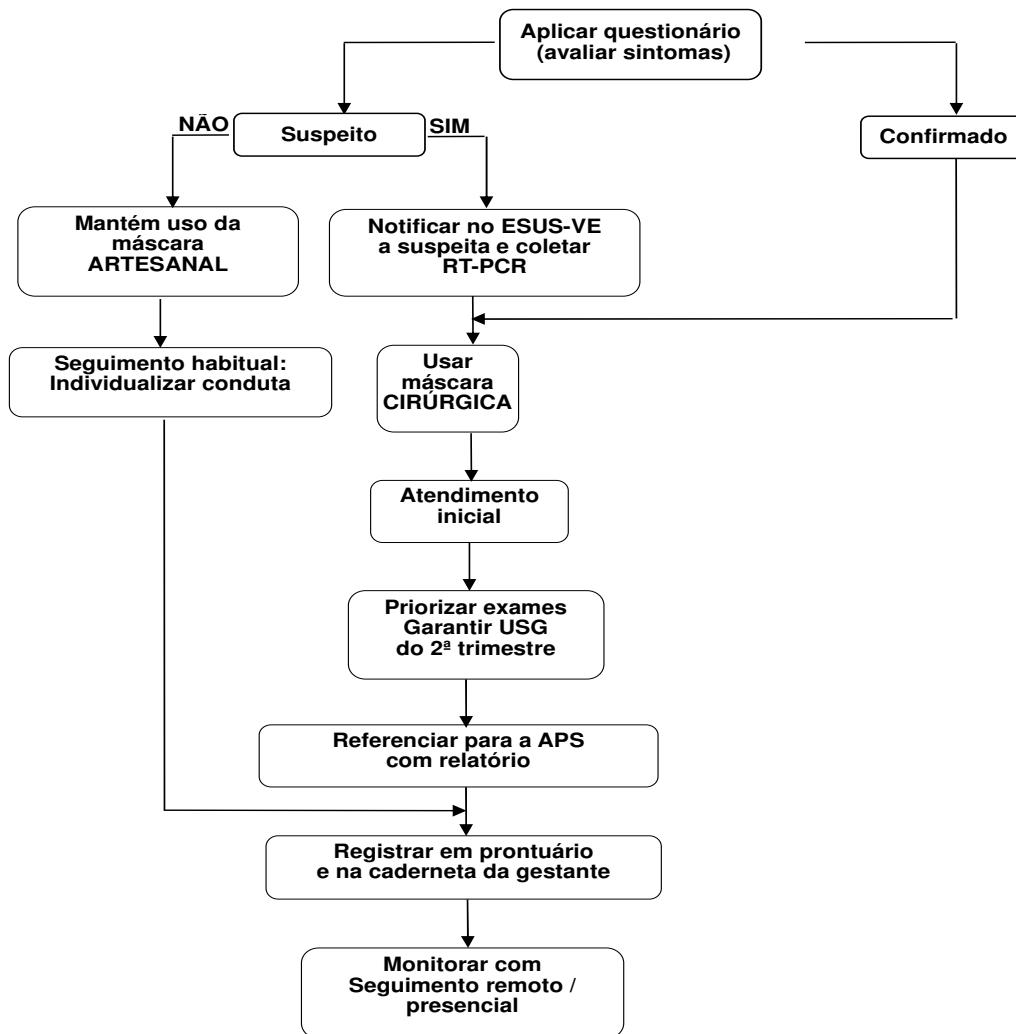 Aplicar questionário
(avaliar sintomas)
NÃO
Suspeito
SIM
Confirmado
Mantém uso da
máscara
ARTESANAL
Notificar no ESUS-VE
a suspeita e coletar
RT-PCR
Seguimento habitual:
Individualizar conduta
Usar
máscara
CIRÚRGICA
Atendimento
inicial
Priorizar exames
Garantir USG
do 2ª trimestre
Referenciar para a APS
com relatório
Registrar em prontuário
e na caderneta da gestante
Monitorar com
Seguimento remoto /
presencial